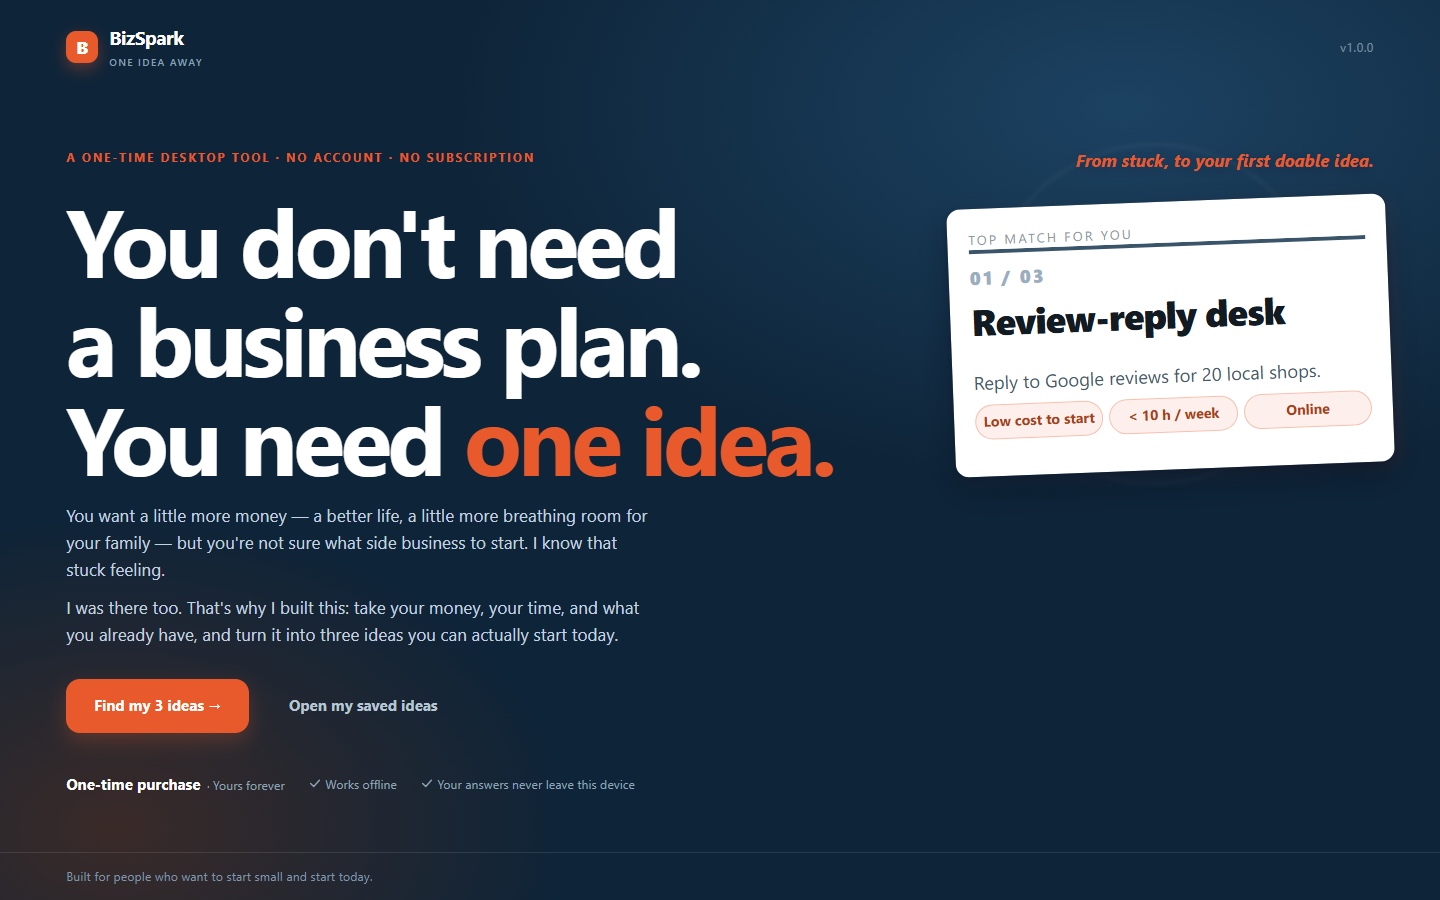 B
BizSpark
ONE IDEA AWAY
v1.0.0
A ONE-TIME DESKTOP TOOL · NO ACCOUNT · NO SUBSCRIPTION
You don't need
a business plan.
You need one idea.
You want a little more money — a better life, a little more breathing room for
your family — but you're not sure what side business to start. I know that
stuck feeling.
I was there too. That's why I built this: take your money, your time, and what
you already have, and turn it into three ideas you can actually start today.
Find my 3 ideas →
Open my saved ideas
One-time purchase · Yours forever
✓ Works offline
✓ Your answers never leave this device
From stuck, to your first doable idea.
TOP MATCH FOR YOU
01 / 03
Review-reply desk
Reply to Google reviews for 20 local shops.
Low cost to start
< 10 h / week
Online
Built for people who want to start small and start today.